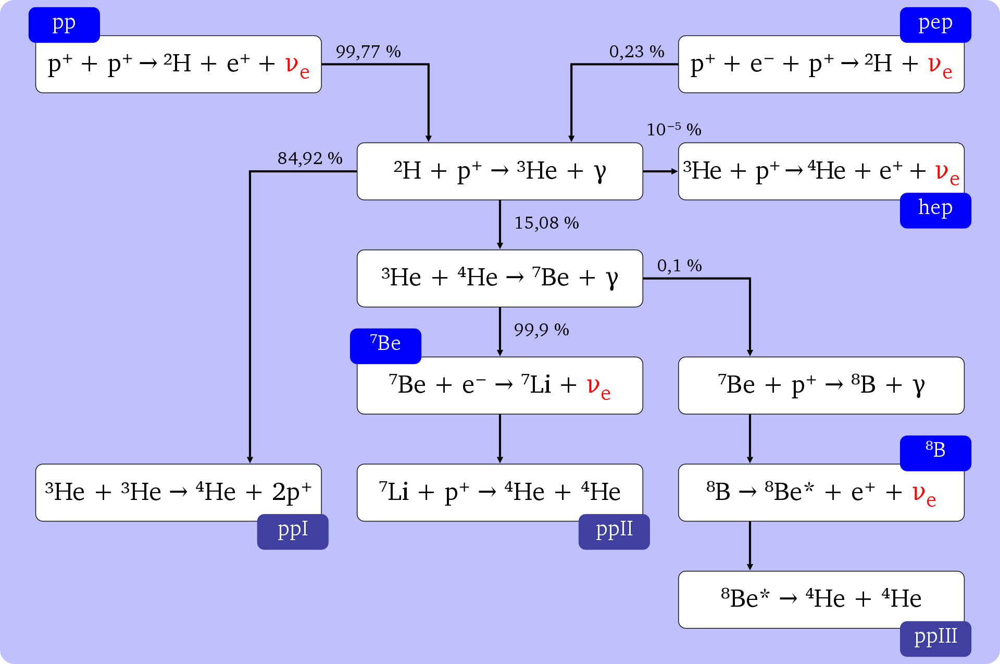 pp
pep
p⁺ + p⁺ → ²H + e⁺ + νₑ
99,77 %
0,23 %
p⁺ + e⁻ + p⁺ → ²H + νₑ
10⁻⁵ %
84,92 %
²H + p⁺ → ³He + γ
³He + p⁺ → ⁴He + e⁺ + νₑ
hep
15,08 %
³He + ⁴He → ⁷Be + γ
0,1 %
99,9 %
⁷Be
⁷Be + e⁻ → ⁷Li + νₑ
⁷Be + p⁺ → ⁸B + γ
⁸B
³He + ³He → ⁴He + 2p⁺
⁷Li + p⁺ → ⁴He + ⁴He
⁸B → ⁸Be* + e⁺ + νₑ
ppI
ppII
⁸Be* → ⁴He + ⁴He
ppIII